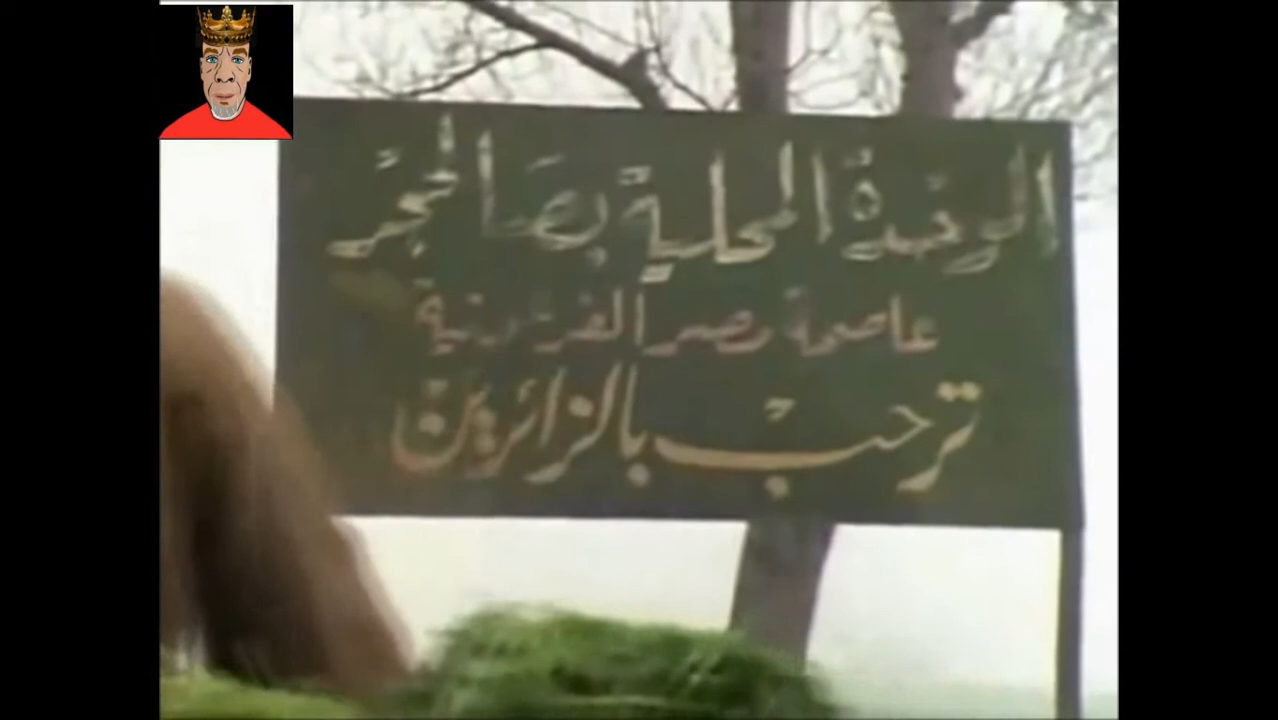 الوحدة المحلية بصا الحجر
عاصمة مصر الفرعونية
ترحب بالزائرين